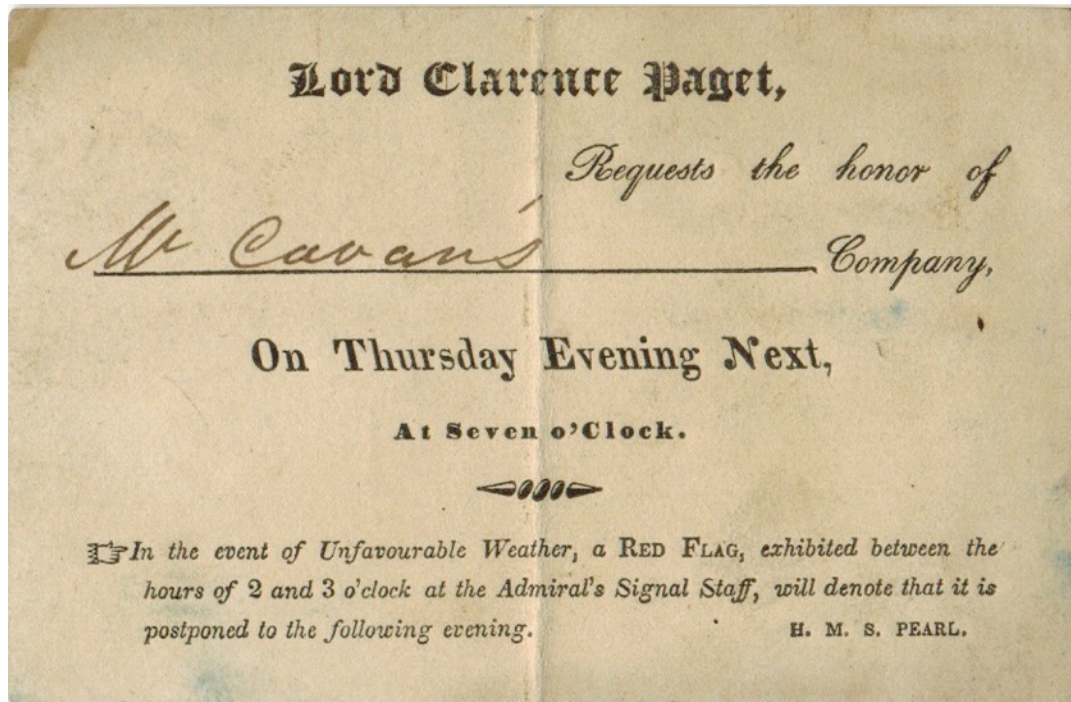 Lord Clarence Paget,
Requests the honor of
Mr Cavan's Company,
On Thursday Evening Next,
At Seven o'Clock.
☞In the event of Unfavourable Weather, a RED FLAG, exhibited between the
hours of 2 and 3 o'clock at the Admiral's Signal Staff, will denote that it is
postponed to the following evening. H. M. S. PEARL.